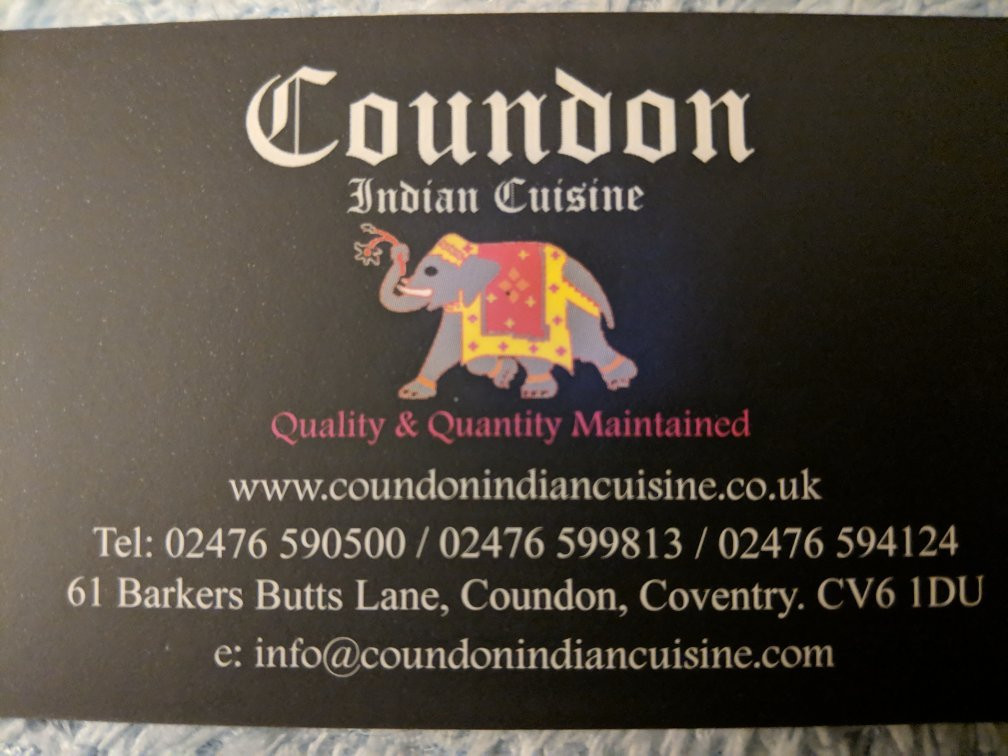 Coundon
Indian Cuisine
Quality & Quantity Maintained
www.coundonindiancuisine.co.uk
Tel: 02476 590500 / 02476 599813 / 02476 594124
61 Barkers Butts Lane, Coundon, Coventry. CV6 1DU
e: info@coundonindiancuisine.com